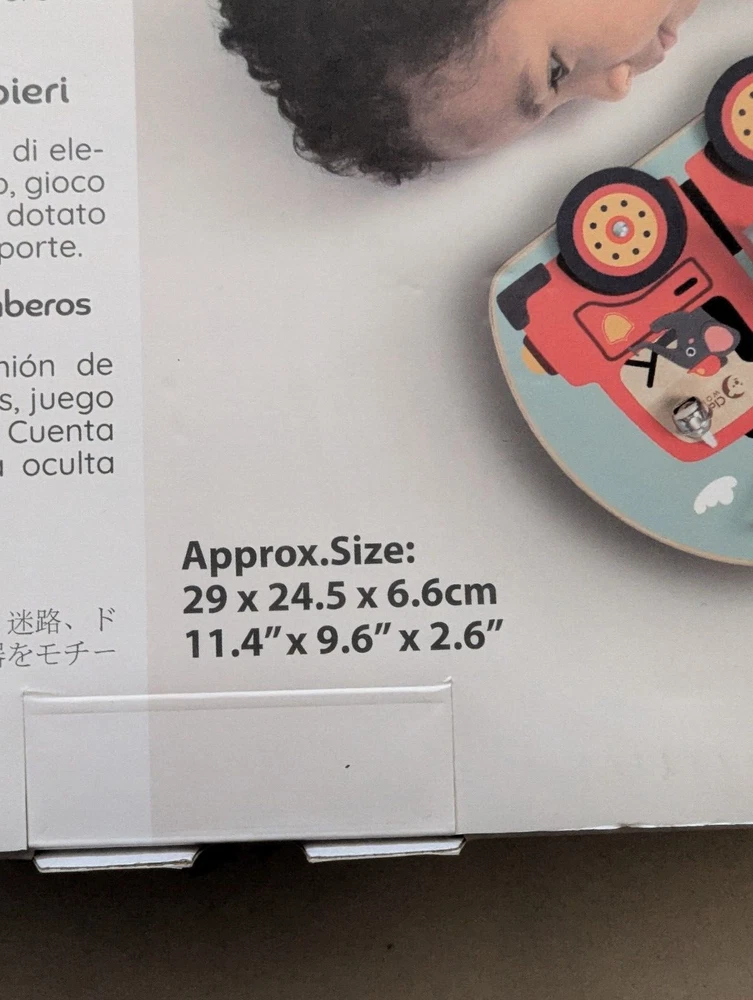 pieri
di ele-
o, gioco
dotato
porte.
mberos
nión de
s, juego
Cuenta
a oculta
迷路、ド
器をモチー
Approx.Size:
29 x 24.5 x 6.6cm
11.4” x 9.6” x 2.6”